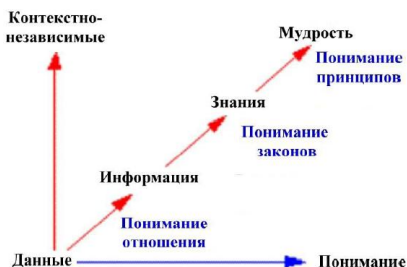 Контекстно-
независимые
Мудрость
Понимание
принципов
Знания
Понимание
законов
Информация
Понимание
отношения
Данные
Понимание